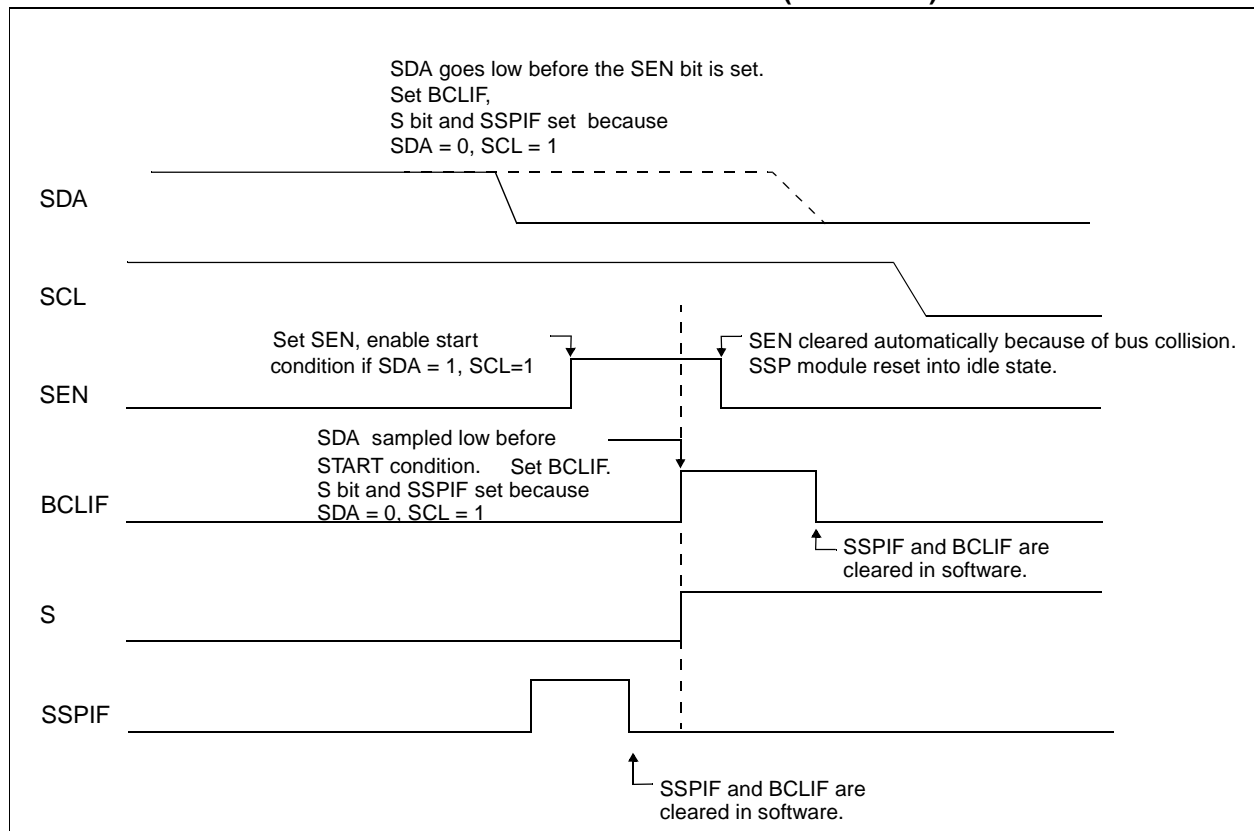 SDA goes low before the SEN bit is set.
Set BCLIF,
S bit and SSPIF set because
SDA = 0, SCL = 1
SDA
SCL
Set SEN, enable start
condition if SDA = 1, SCL=1
SEN cleared automatically because of bus collision.
SSP module reset into idle state.
SEN
SDA sampled low before
START condition. Set BCLIF.
S bit and SSPIF set because
SDA = 0, SCL = 1
BCLIF
SSPIF and BCLIF are
cleared in software.
S
SSPIF
SSPIF and BCLIF are
cleared in software.